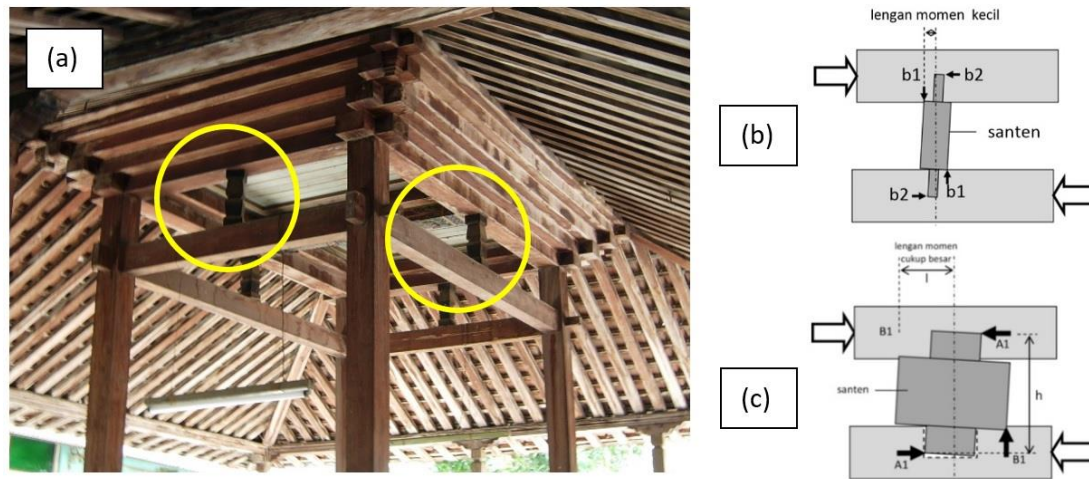 (a)
lengan momen kecil
b1
b2
(b)
santen
b2
b1
lengan momen
cukup besar
l
B1
A1
santen
h
(c)
A1
B1